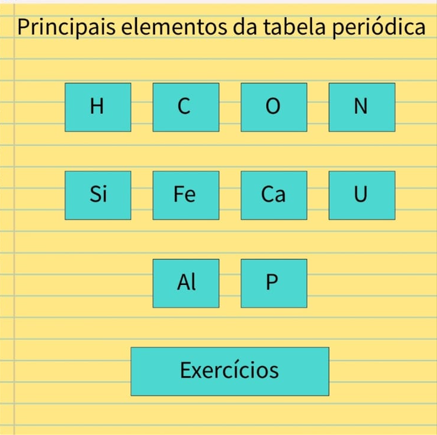 Principais elementos da tabela periódica
H C O N
Si Fe Ca U
Al P
Exercícios